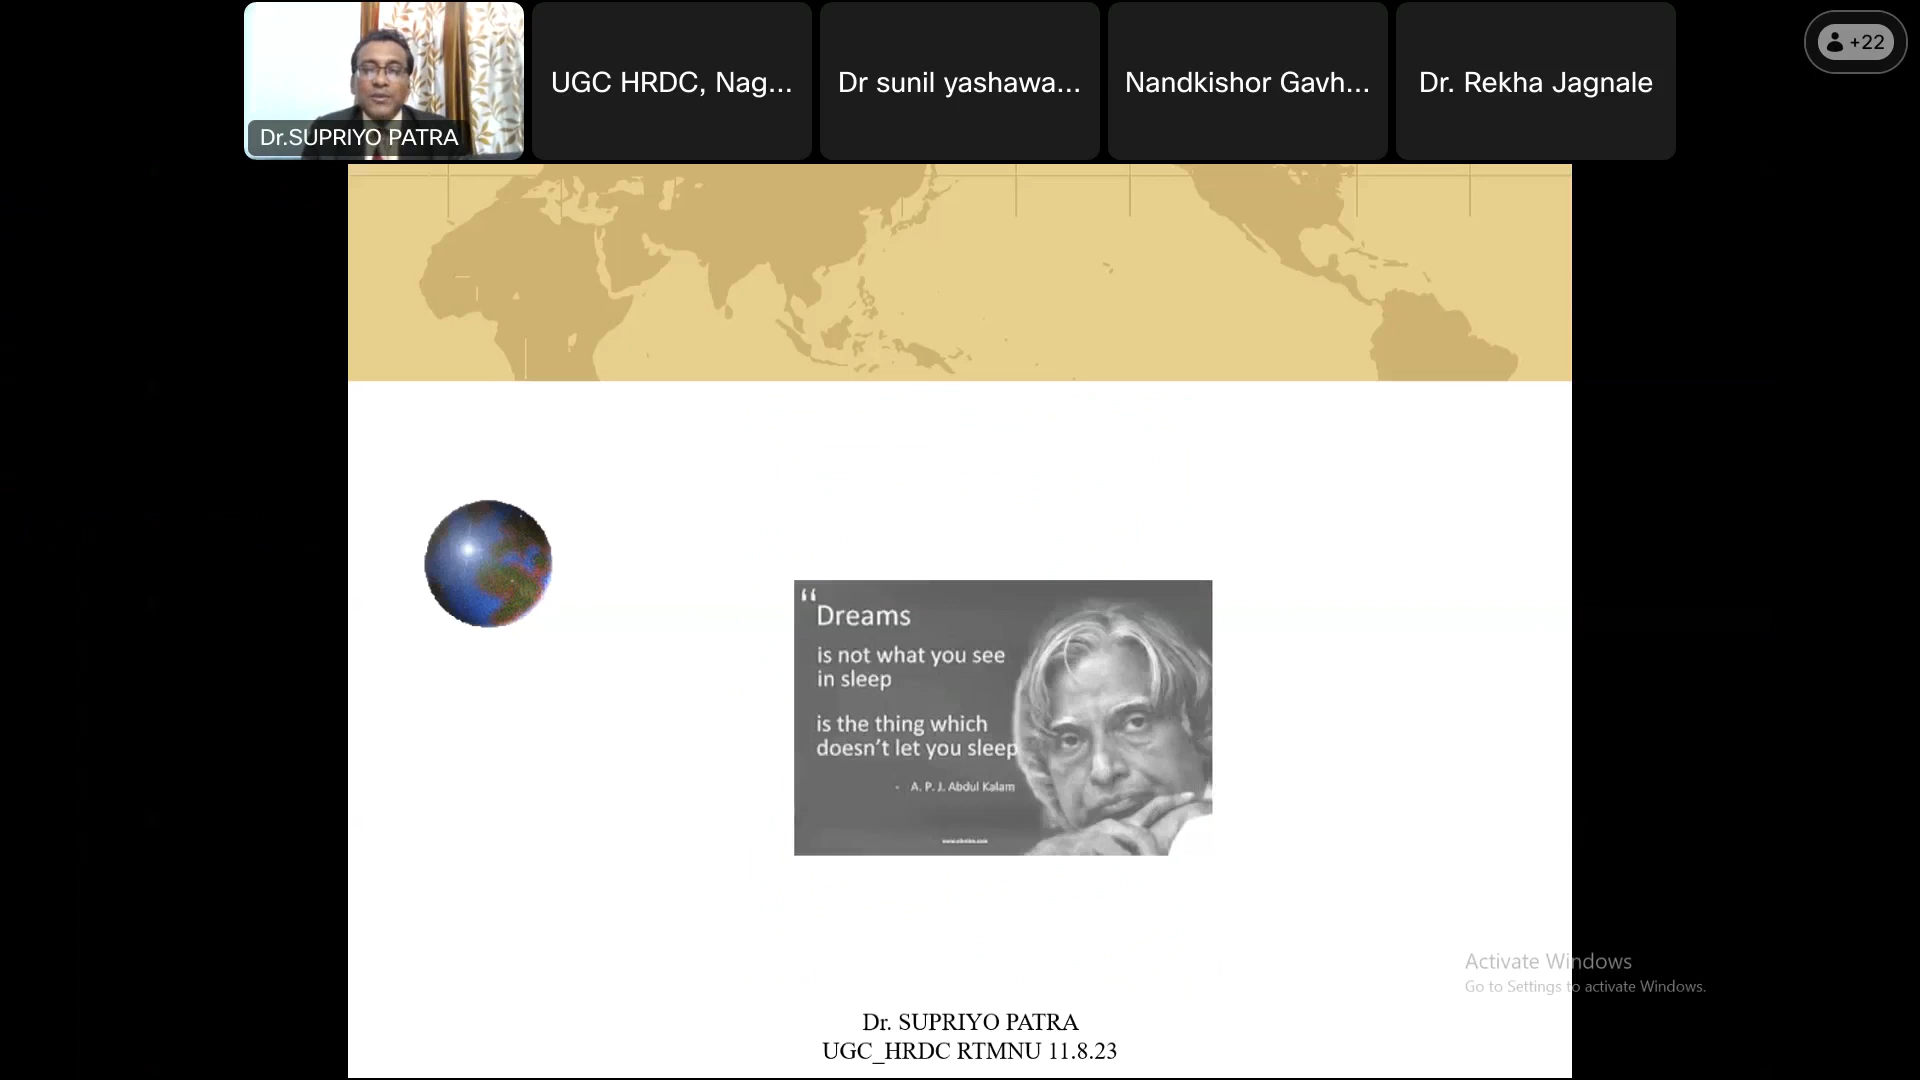 Dr.SUPRIYO PATRA
UGC HRDC, Nag...
Dr sunil yashawa...
Nandkishor Gavh...
Dr. Rekha Jagnale
+22
“
Dreams
is not what you see
in sleep
is the thing which
doesn’t let you sleep
- A. P. J. Abdul Kalam
Activate Windows
Go to Settings to activate Windows.
Dr. SUPRIYO PATRA
UGC_HRDC RTMNU 11.8.23